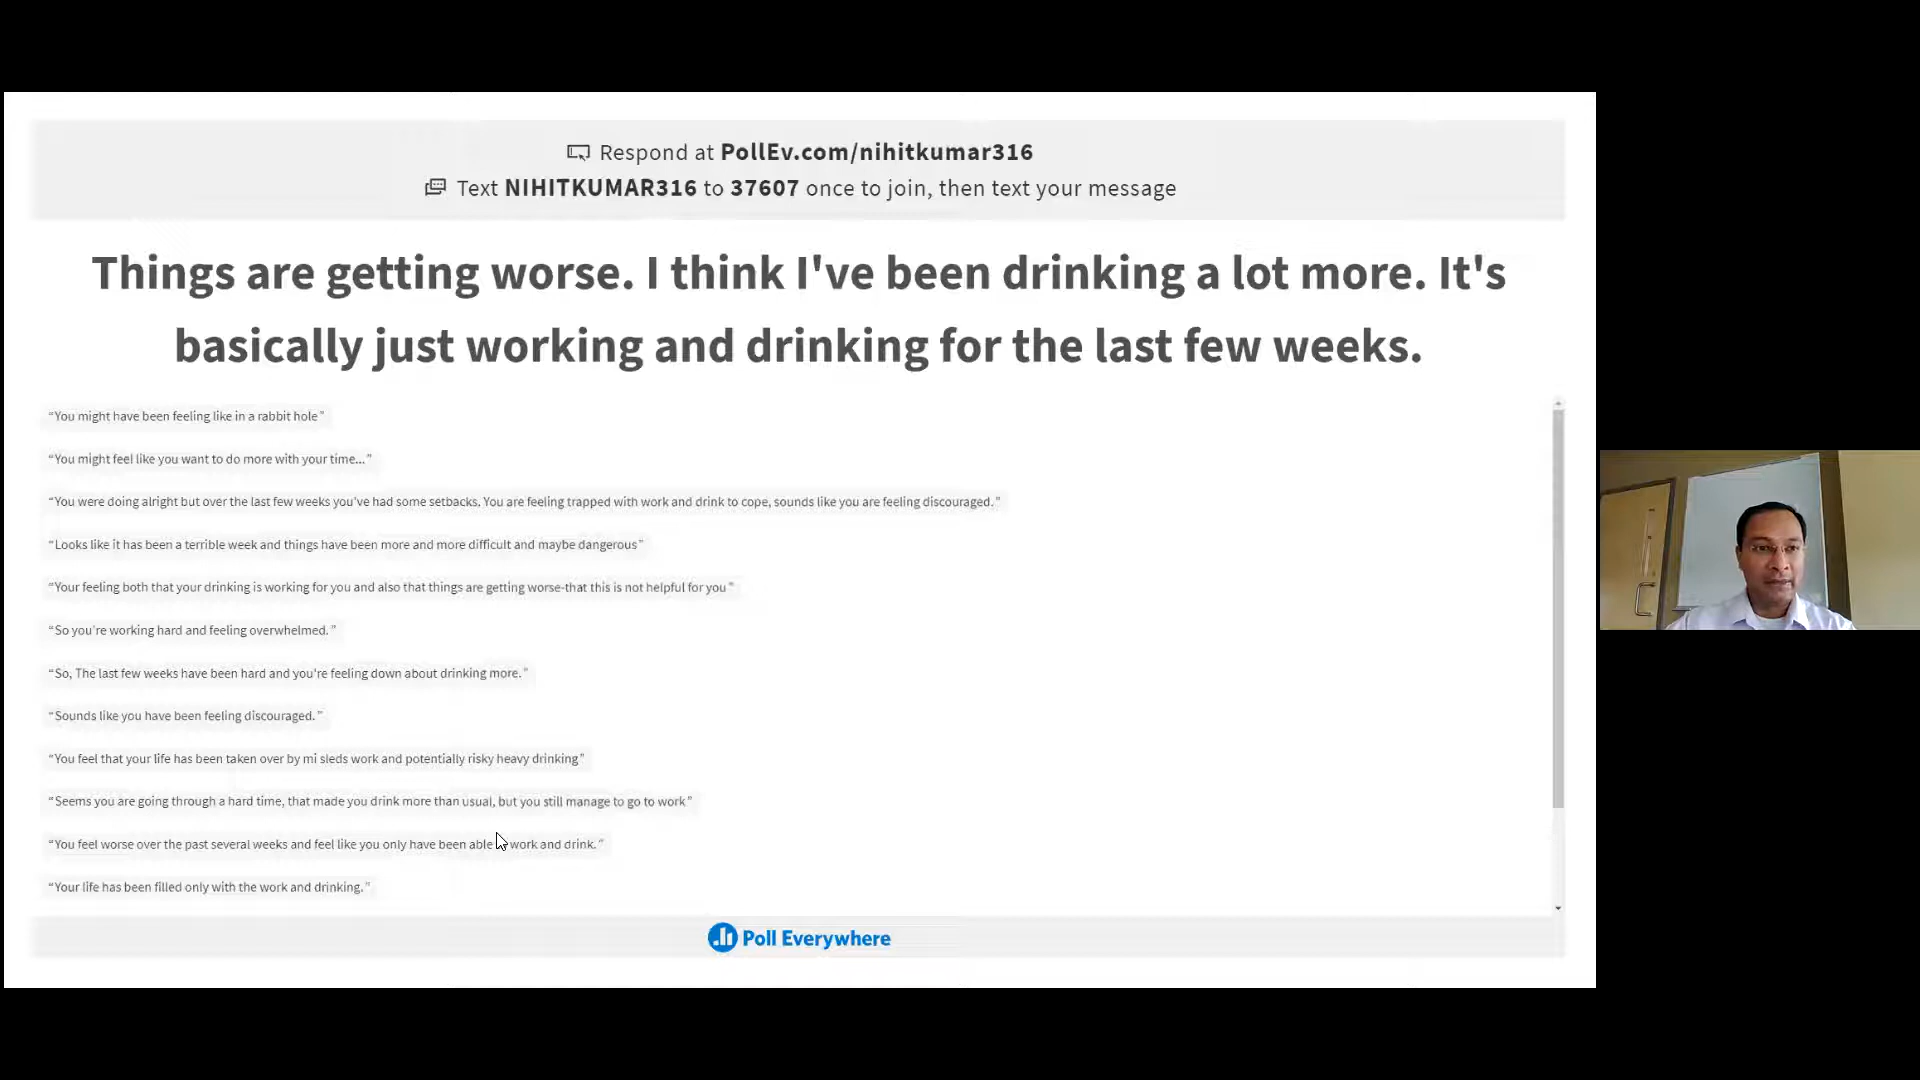 Respond at PollEv.com/nihitkumar316
Text NIHITKUMAR316 to 37607 once to join, then text your message
Things are getting worse. I think I've been drinking a lot more. It's
basically just working and drinking for the last few weeks.
“You might have been feeling like in a rabbit hole”
“You might feel like you want to do more with your time...”
“You were doing alright but over the last few weeks you've had some setbacks. You are feeling trapped with work and drink to cope, sounds like you are feeling discouraged.”
“Looks like it has been a terrible week and things have been more and more difficult and maybe dangerous”
“Your feeling both that your drinking is working for you and also that things are getting worse-that this is not helpful for you”
“So you're working hard and feeling overwhelmed.”
“So, The last few weeks have been hard and you're feeling down about drinking more.”
“Sounds like you have been feeling discouraged.”
“You feel that your life has been taken over by mi sleds work and potentially risky heavy drinking”
“Seems you are going through a hard time, that made you drink more than usual, but you still manage to go to work”
“You feel worse over the past several weeks and feel like you only have been able work and drink.”
“Your life has been filled only with the work and drinking.”
Poll Everywhere